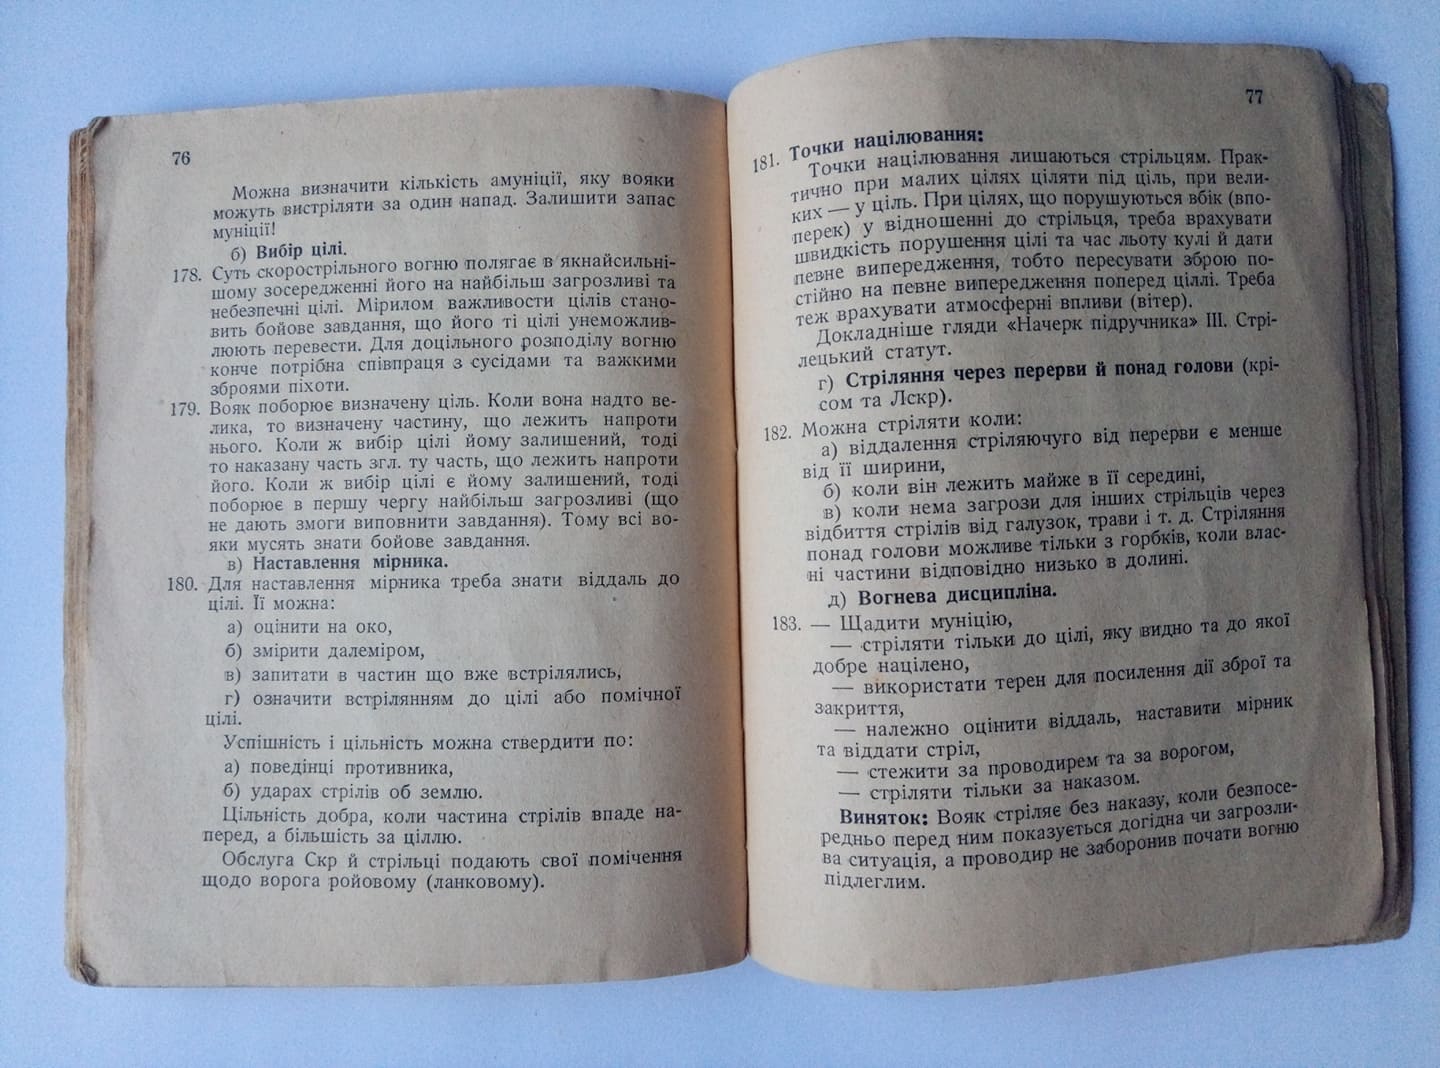 76
Можна визначити кількість амуніції, яку вояки
можуть вистріляти за один напад. Залишити запас
муніції!
б) Вибір цілі.
178. Суть скорострільного вогню полягає в якнайсильні-
шому зосередженні його на найбільш загрозливі та
небезпечні цілі. Мірилом важливости цілів стано-
вить бойове завдання, що його ті цілі унеможлив-
люють перевести. Для доцільного розподілу вогню
конче потрібна співпраця з сусідами та важкими
зброями піхоти.
179. Вояк поборює визначену ціль. Коли вона надто ве-
лика, то визначену частину, що лежить напроти
нього. Коли ж вибір цілі йому залишений, тоді
то наказану часть згл. ту часть, що лежить напроти
його. Коли ж вибір цілі є йому залишений, тоді
поборює в першу чергу найбільш загрозливі (що
не дають змоги виповнити завдання). Тому всі во-
яки мусять знати бойове завдання.
в) Наставлення мірника.
180. Для наставлення мірника треба знати віддаль до
цілі. Її можна:
а) оцінити на око,
б) змірити далеміром,
в) запитати в частин що вже встрілялись,
г) означити встрілянням до цілі або помічної
цілі.
Успішність і цільність можна ствердити по:
а) поведінці противника,
б) ударах стрілів об землю.
Цільність добра, коли частина стрілів впаде на-
перед, а більшість за ціллю.
Обслуга Скр й стрільці подають свої помічення
щодо ворога ройовому (ланковому).
77
181. Точки націлювання:
Точки націлювання лишаються стрільцям. Прак-
тично при малих цілях ціляти під ціль, при вели-
ких — у ціль. При цілях, що порушуються вбік (впо-
перек) у відношенні до стрільця, треба врахувати
швидкість порушення цілі та час льоту кулі й дати
певне випередження, тобто пересувати зброю по-
стійно на певне випередження поперед ціллі. Треба
теж врахувати атмосферні впливи (вітер).
Докладніше гляди «Начерк підручника» III. Стрі-
лецький статут.
г) Стріляння через перерви й понад голови (крі-
сом та Лскр).
182. Можна стріляти коли:
а) віддалення стріляючуго від перерви є менше
від її ширини,
б) коли він лежить майже в її середині,
в) коли нема загрози для інших стрільців через
відбиття стрілів від галузок, трави і т. д. Стріляння
понад голови можливе тільки з горбків, коли влас-
ні частини відповідно низько в долині.
д) Вогнева дисципліна.
183. — Щадити муніцію,
— стріляти тільки до цілі, яку видно та до якої
добре націлено,
— використати терен для посилення дії зброї та
закриття,
— належно оцінити віддаль, наставити мірник
та віддати стріл,
— стежити за проводирем та за ворогом,
— стріляти тільки за наказом.
Виняток: Вояк стріляє без наказу, коли безпосе-
редньо перед ним показується догідна чи загрозли-
ва ситуація, а проводир не заборонив почати вогню
підлеглим.